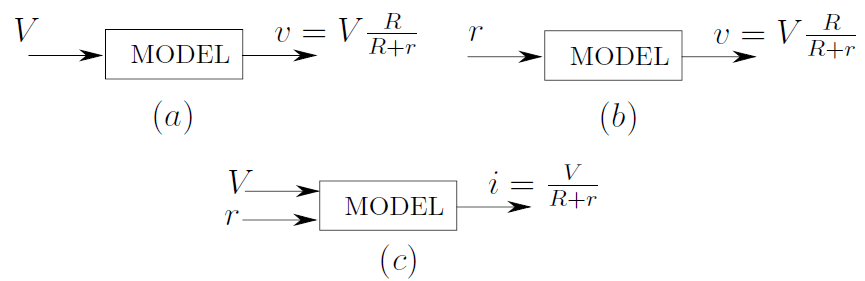 V MODEL v = V R/(R+r) r MODEL v = V R/(R+r)
(a) (b)
V r MODEL i = V/(R+r)
(c)